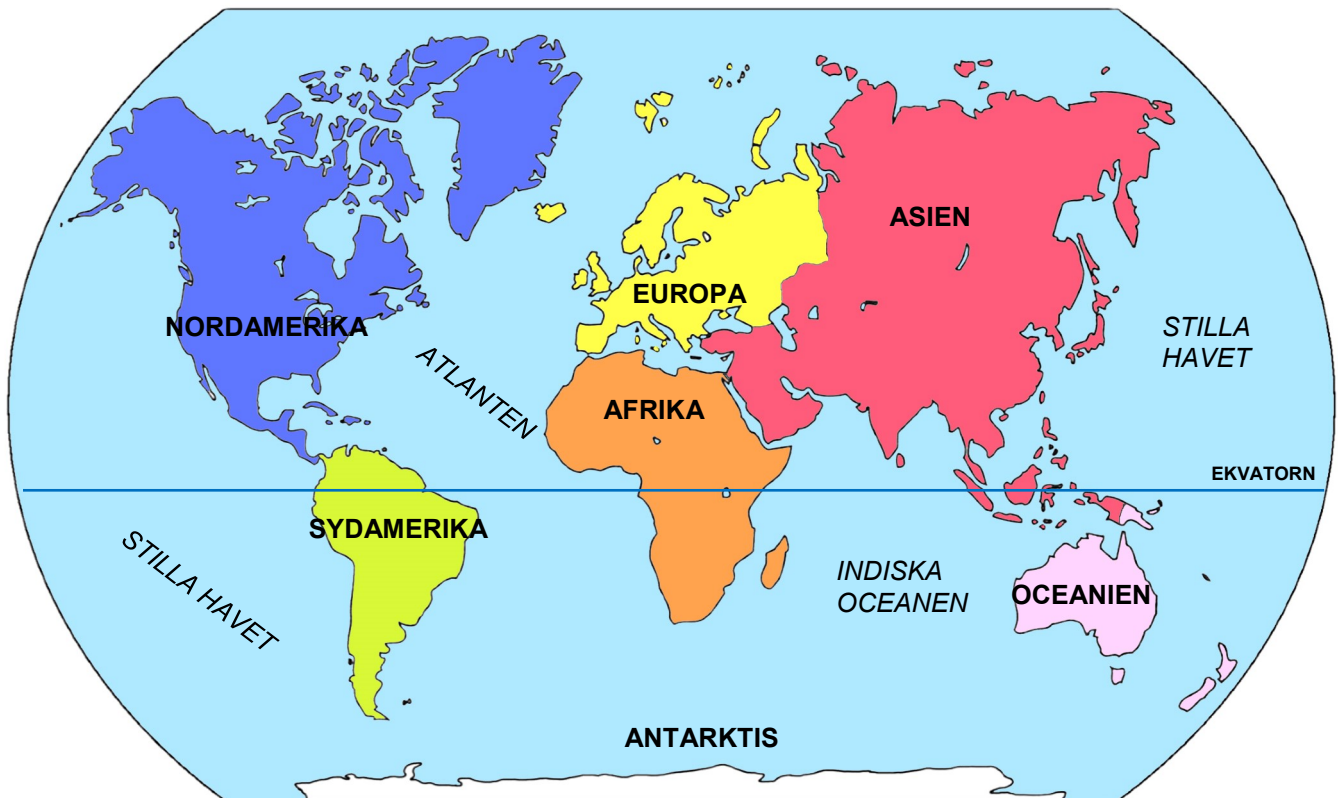 ASIEN
EUROPA
NORDAMERIKA
STILLA
HAVET
ATLANTEN
AFRIKA
EKVATORN
SYDAMERIKA
STILLA HAVET
INDISKA
OCEANEN
OCEANIEN
ANTARKTIS